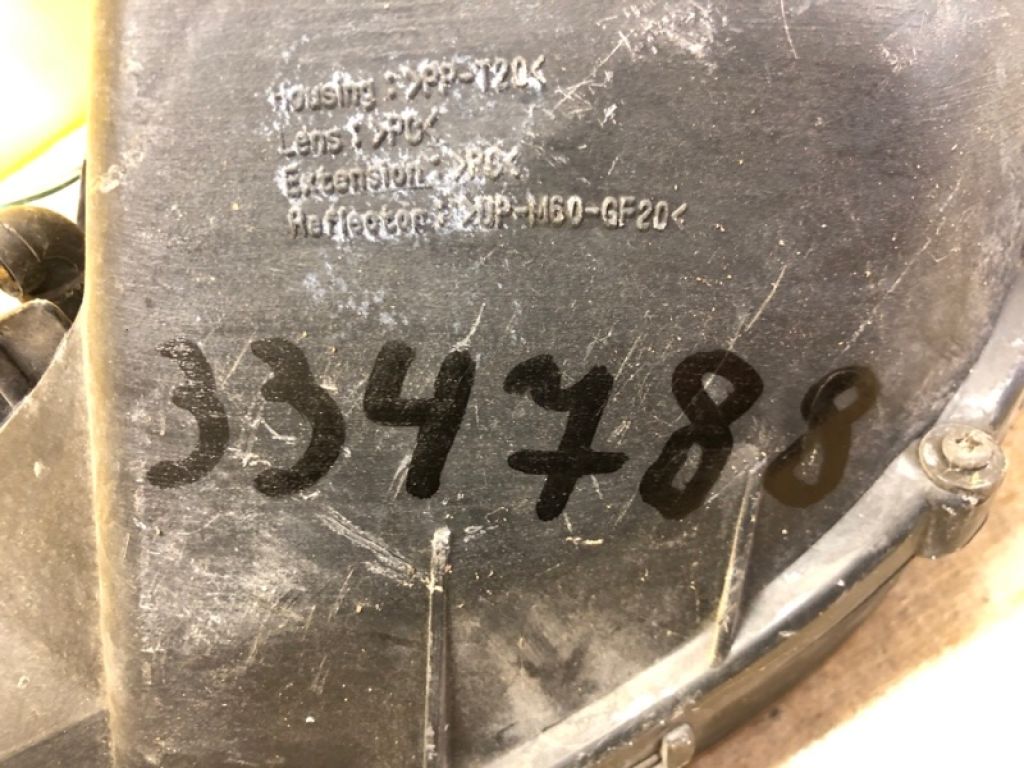 Housing :>PP-T20<
Lens :>PC<
Extension :>PC<
Reflector :>UP-M60-GF20<
334788